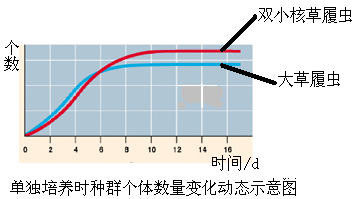 双小核草履虫
个
数
大草履虫
0 2 4 6 8 10 12 14 16
时间/d
单独培养时种群个体数量变化动态示意图